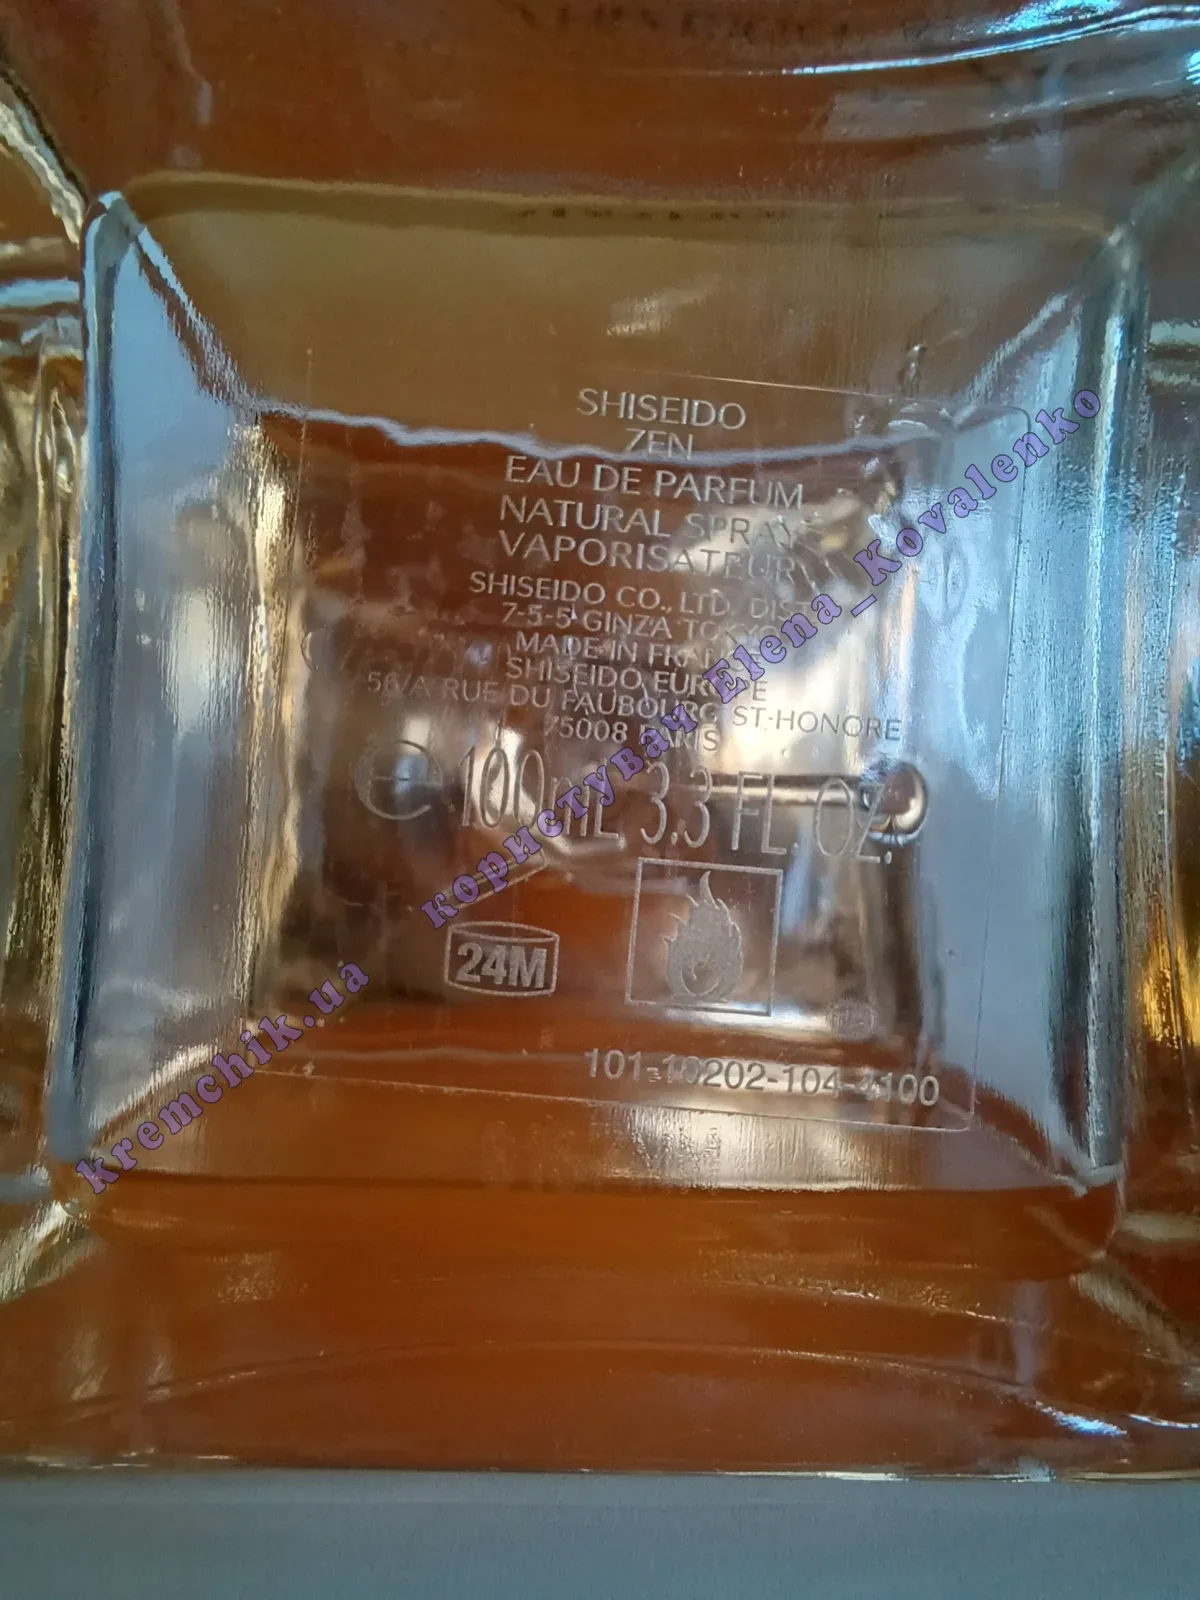 SHISEIDO
ZEN
EAU DE PARFUM
NATURAL SPRAY
VAPORISATEUR
SHISEIDO CO., LTD. DIST.
7-5-5 GINZA TOKYO
MADE IN FRANCE
SHISEIDO EUROPE
56/A RUE DU FAUBOURG ST-HONORE
75008 PARIS
e 100mL 3.3 FL. OZ.
24M
101-10202-104-4100
користувач Elena_Kovalenko
kremchik.ua